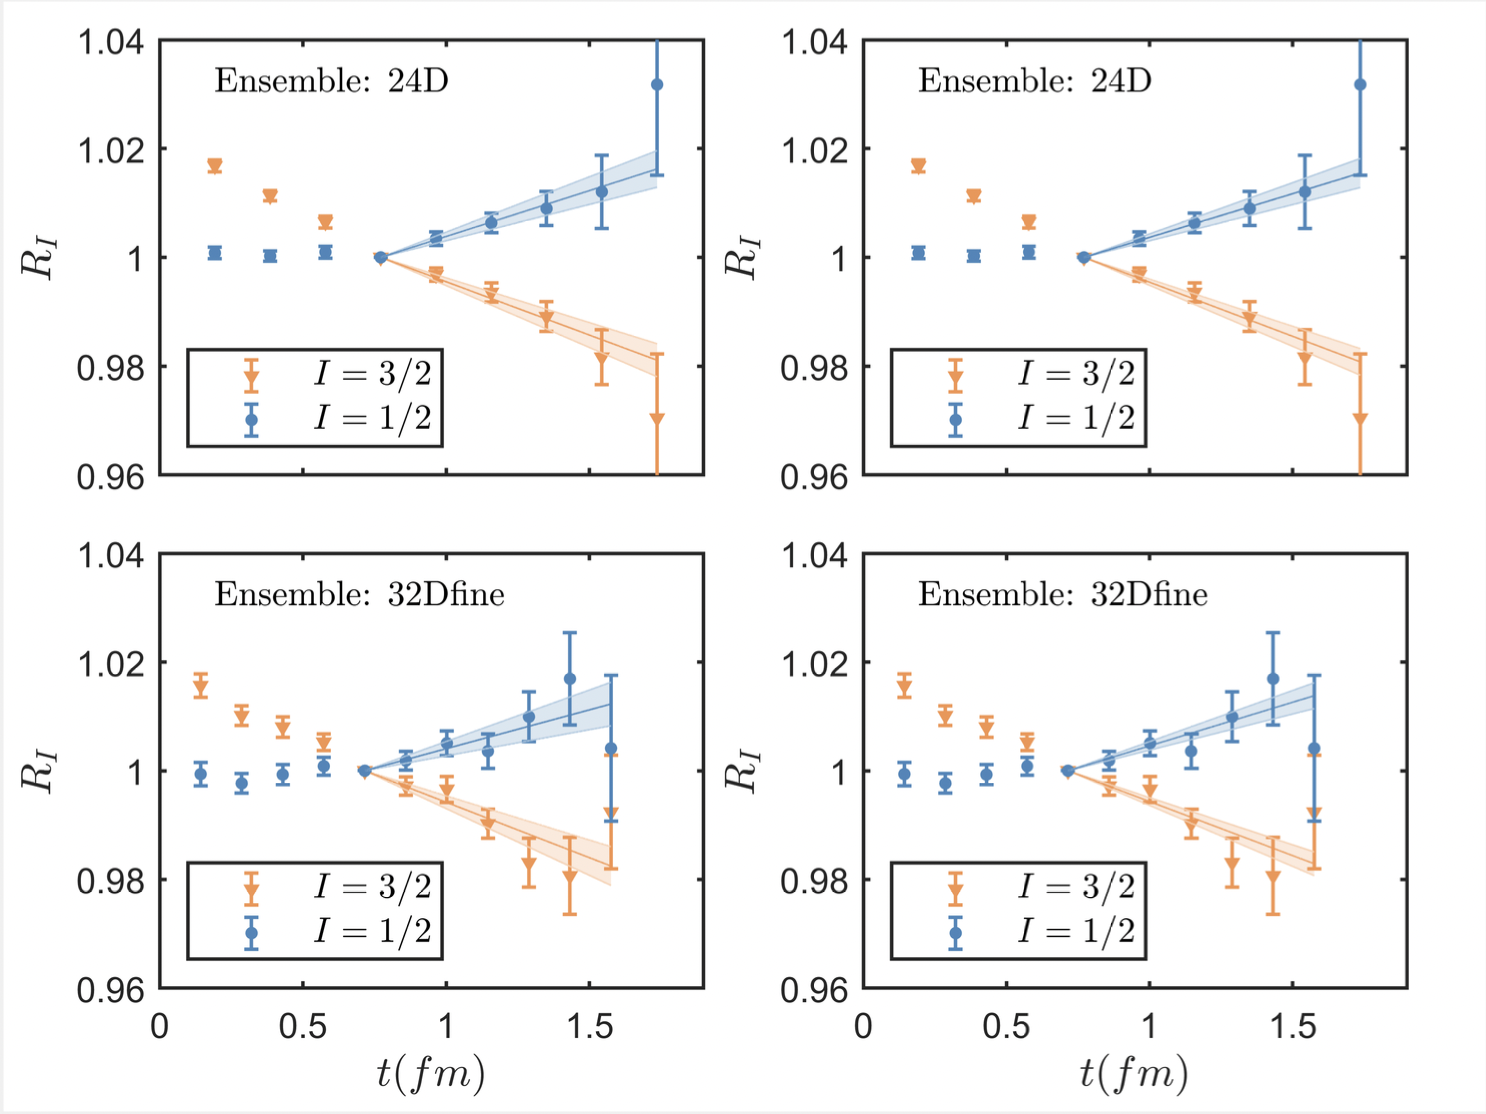 1.04
Ensemble: 24D
1.02
R_I
1
0.98
I = 3/2
I = 1/2
0.96
1.04
Ensemble: 24D
1.02
R_I
1
0.98
I = 3/2
I = 1/2
0.96
1.04
Ensemble: 32Dfine
1.02
R_I
1
0.98
I = 3/2
I = 1/2
0.96
0 0.5 1 1.5
t(fm)
1.04
Ensemble: 32Dfine
1.02
R_I
1
0.98
I = 3/2
I = 1/2
0.96
0 0.5 1 1.5
t(fm)